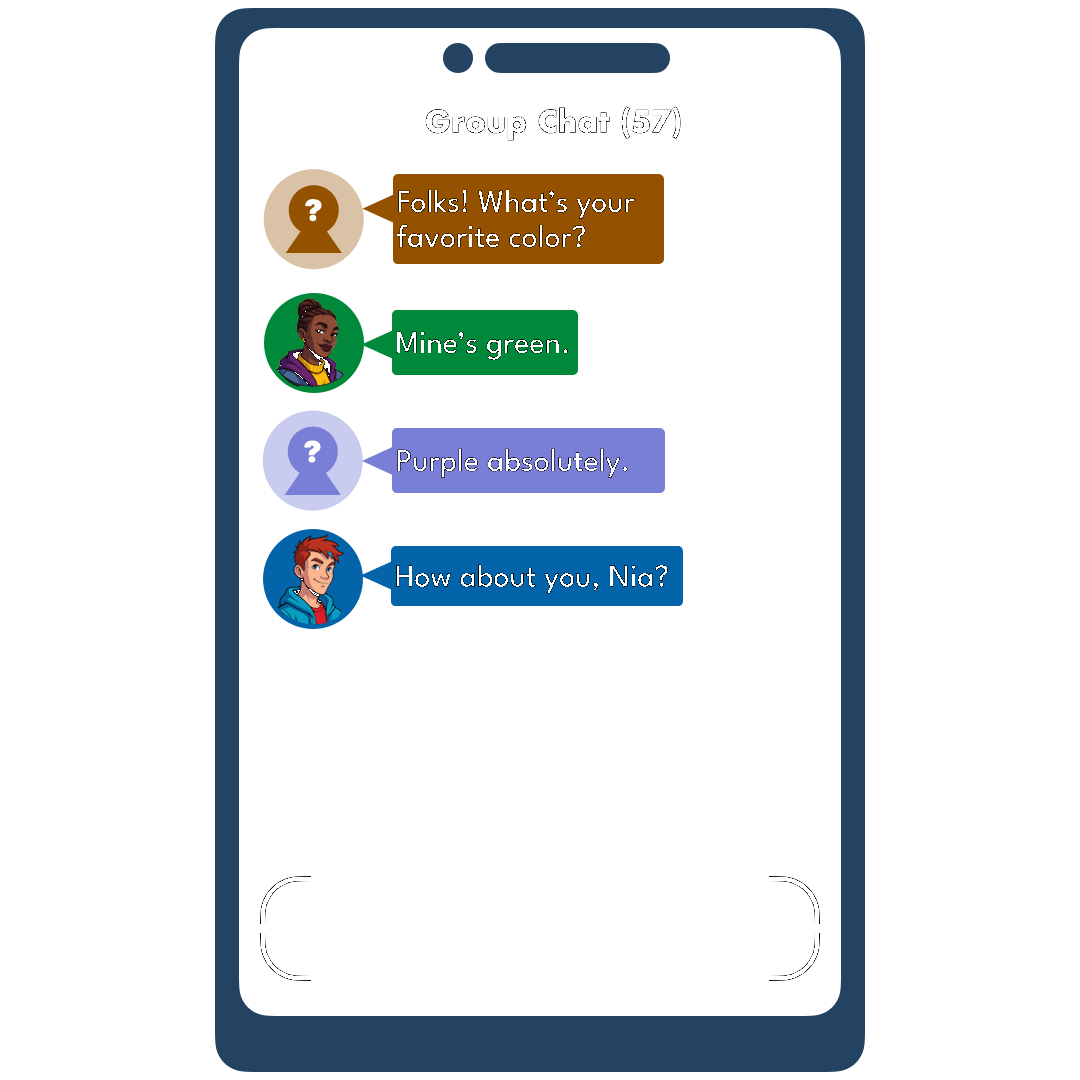 Group Chat (57)
?
Folks! What's your
favorite color?
Mine's green.
?
Purple absolutely.
How about you, Nia?